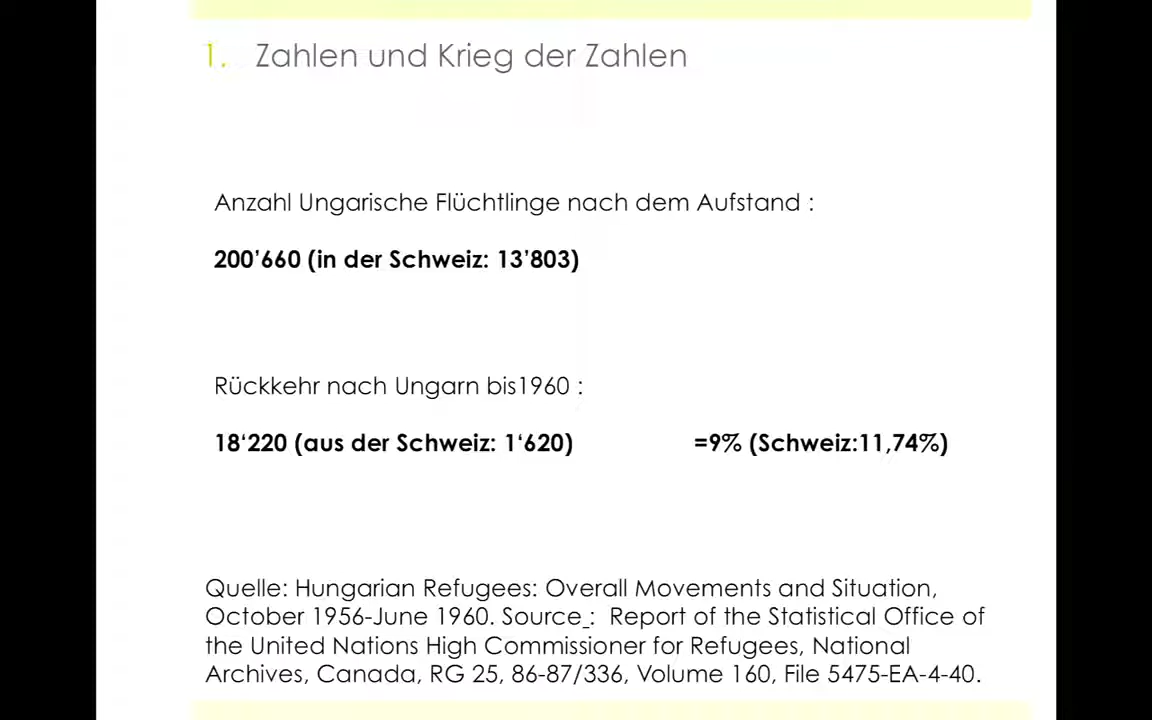 1. Zahlen und Krieg der Zahlen
Anzahl Ungarische Flüchtlinge nach dem Aufstand :
200’660 (in der Schweiz: 13’803)
Rückkehr nach Ungarn bis1960 :
18‘220 (aus der Schweiz: 1‘620) =9% (Schweiz:11,74%)
Quelle: Hungarian Refugees: Overall Movements and Situation,
October 1956-June 1960. Source : Report of the Statistical Office of
the United Nations High Commissioner for Refugees, National
Archives, Canada, RG 25, 86-87/336, Volume 160, File 5475-EA-4-40.